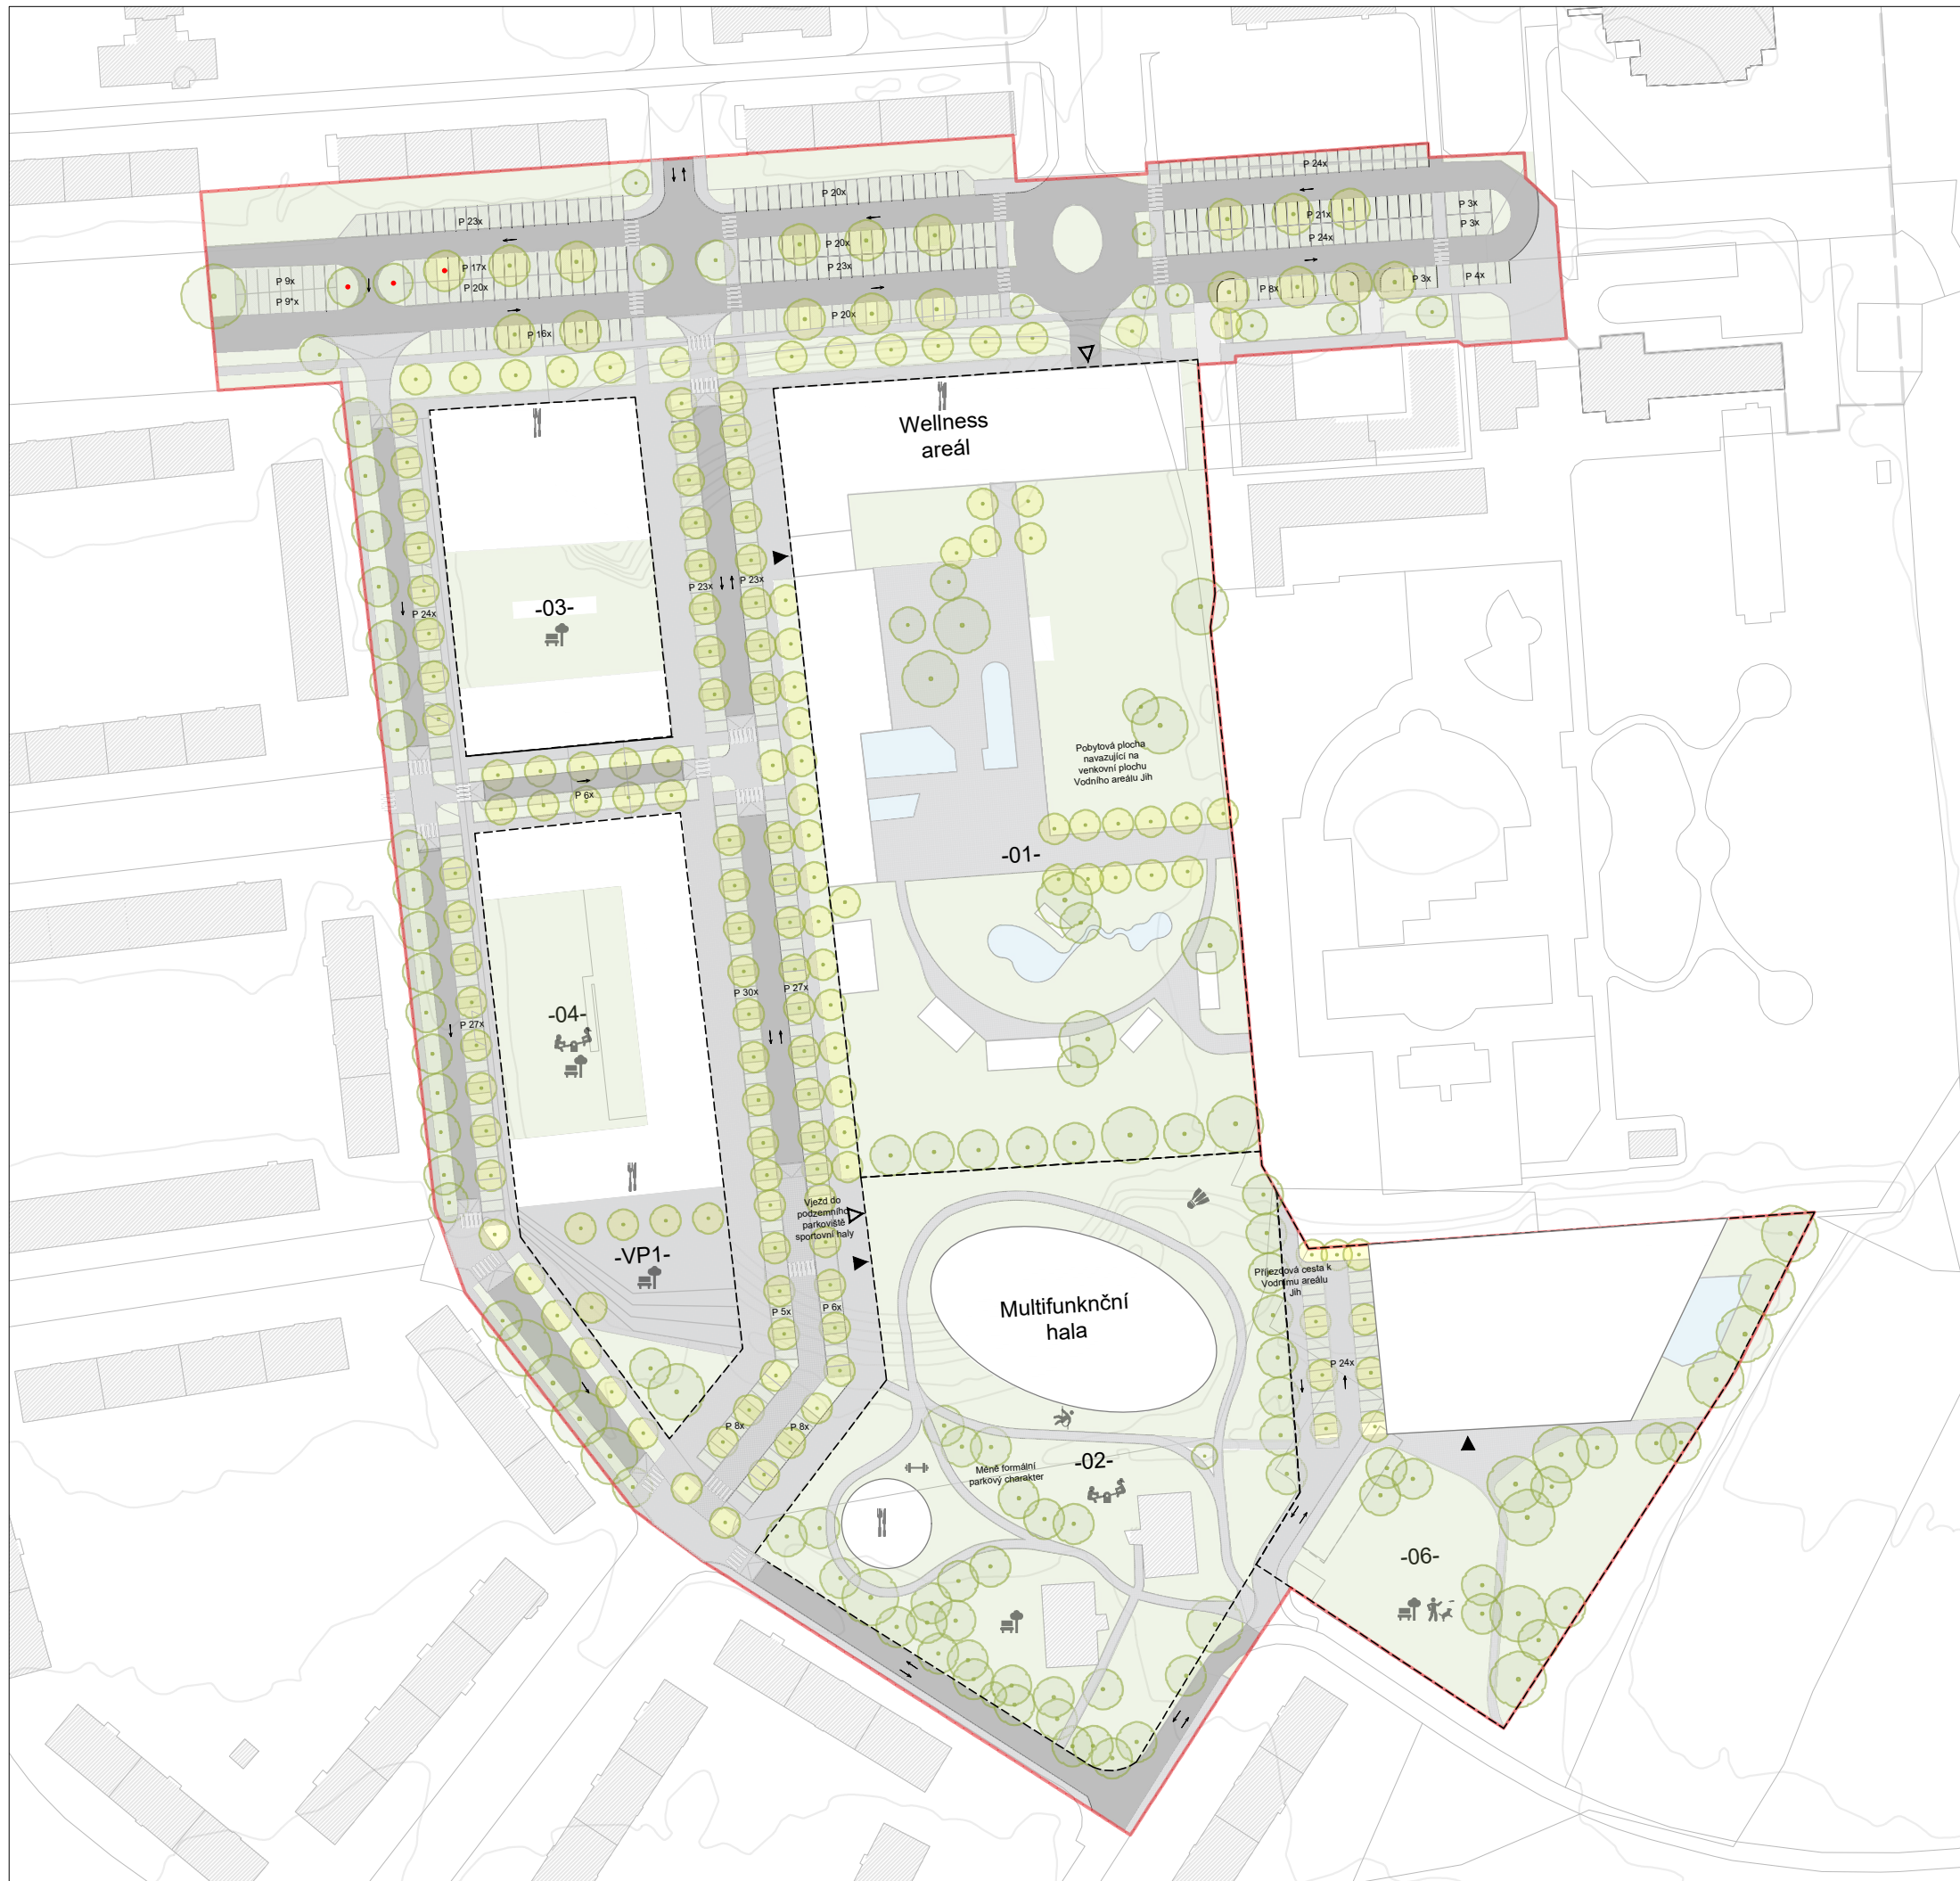 P 24x
P 20x
P 3x
P 23x
P 21x
P 3x
P 20x
P 24x
P 23x
P 17x
P 9x
P 3x
P 4x
P 20x
P 8x
P 9*x
P 20x
P 16x
Wellness
areál
P 23x
P 23x
-03-
P 24x
Pobytová plocha
navazující na
venkovní plochu
Vodního areálu Jih
P 6x
-01-
P 30x
P 27x
-04-
P 27x
Vjezd do
podzemního
parkoviště
sportovní haly
-VP1-
Příjezdová cesta k
Vodnímu areálu
Jih
Multifunknční
hala
P 5x
P 6x
P 24x
P 8x
P 8x
-02-
Méně formální
parkový charakter
-06-